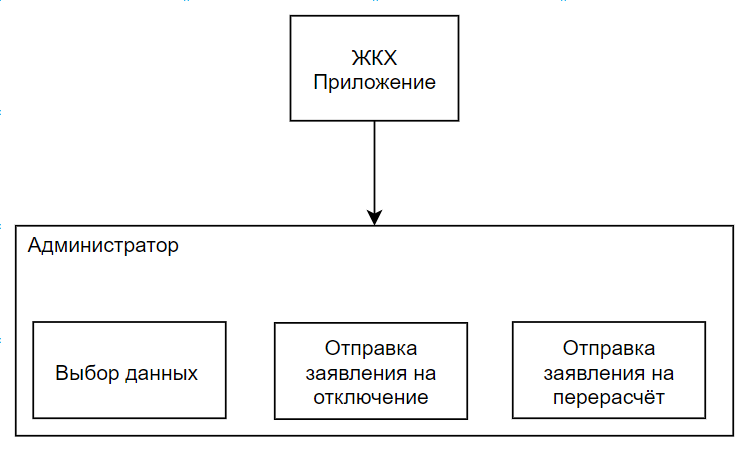 ЖКХ
Приложение
Администратор
Выбор данных
Отправка
заявления на
отключение
Отправка
заявления на
перерасчёт